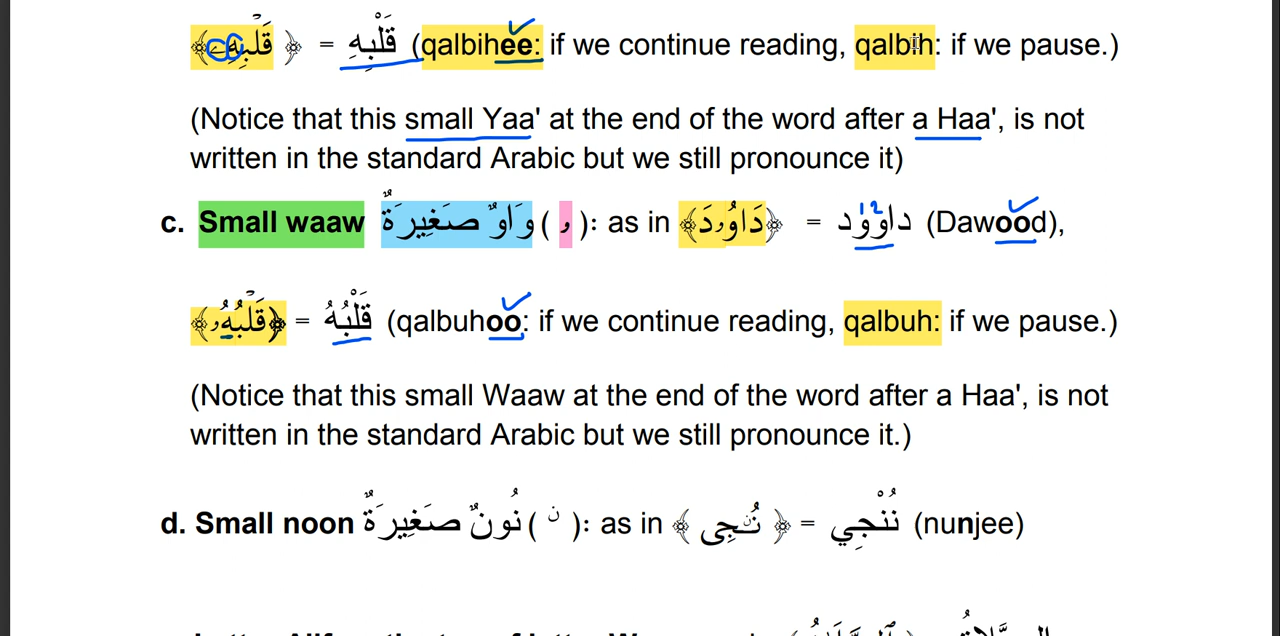 ﴿ قَلْبِهِۦ ﴾ = قَلْبِهِ (qalbihee: if we continue reading, qalbih: if we pause.)
(Notice that this small Yaa' at the end of the word after a Haa', is not
written in the standard Arabic but we still pronounce it)
c. Small waaw وَاوٌ صَغِيرَةٌ ( ۥ ): as in ﴿دَاوُۥدَ﴾ = داوُود (Dawood),
1 2
﴿قَلْبُهُۥ﴾ = قَلْبُهُ (qalbuhoo: if we continue reading, qalbuh: if we pause.)
(Notice that this small Waaw at the end of the word after a Haa', is not
written in the standard Arabic but we still pronounce it.)
d. Small noon نُونٌ صَغِيرَةٌ ( ن ): as in ﴿ نُـۨجِى ﴾ = نُنْجِي (nunjee)